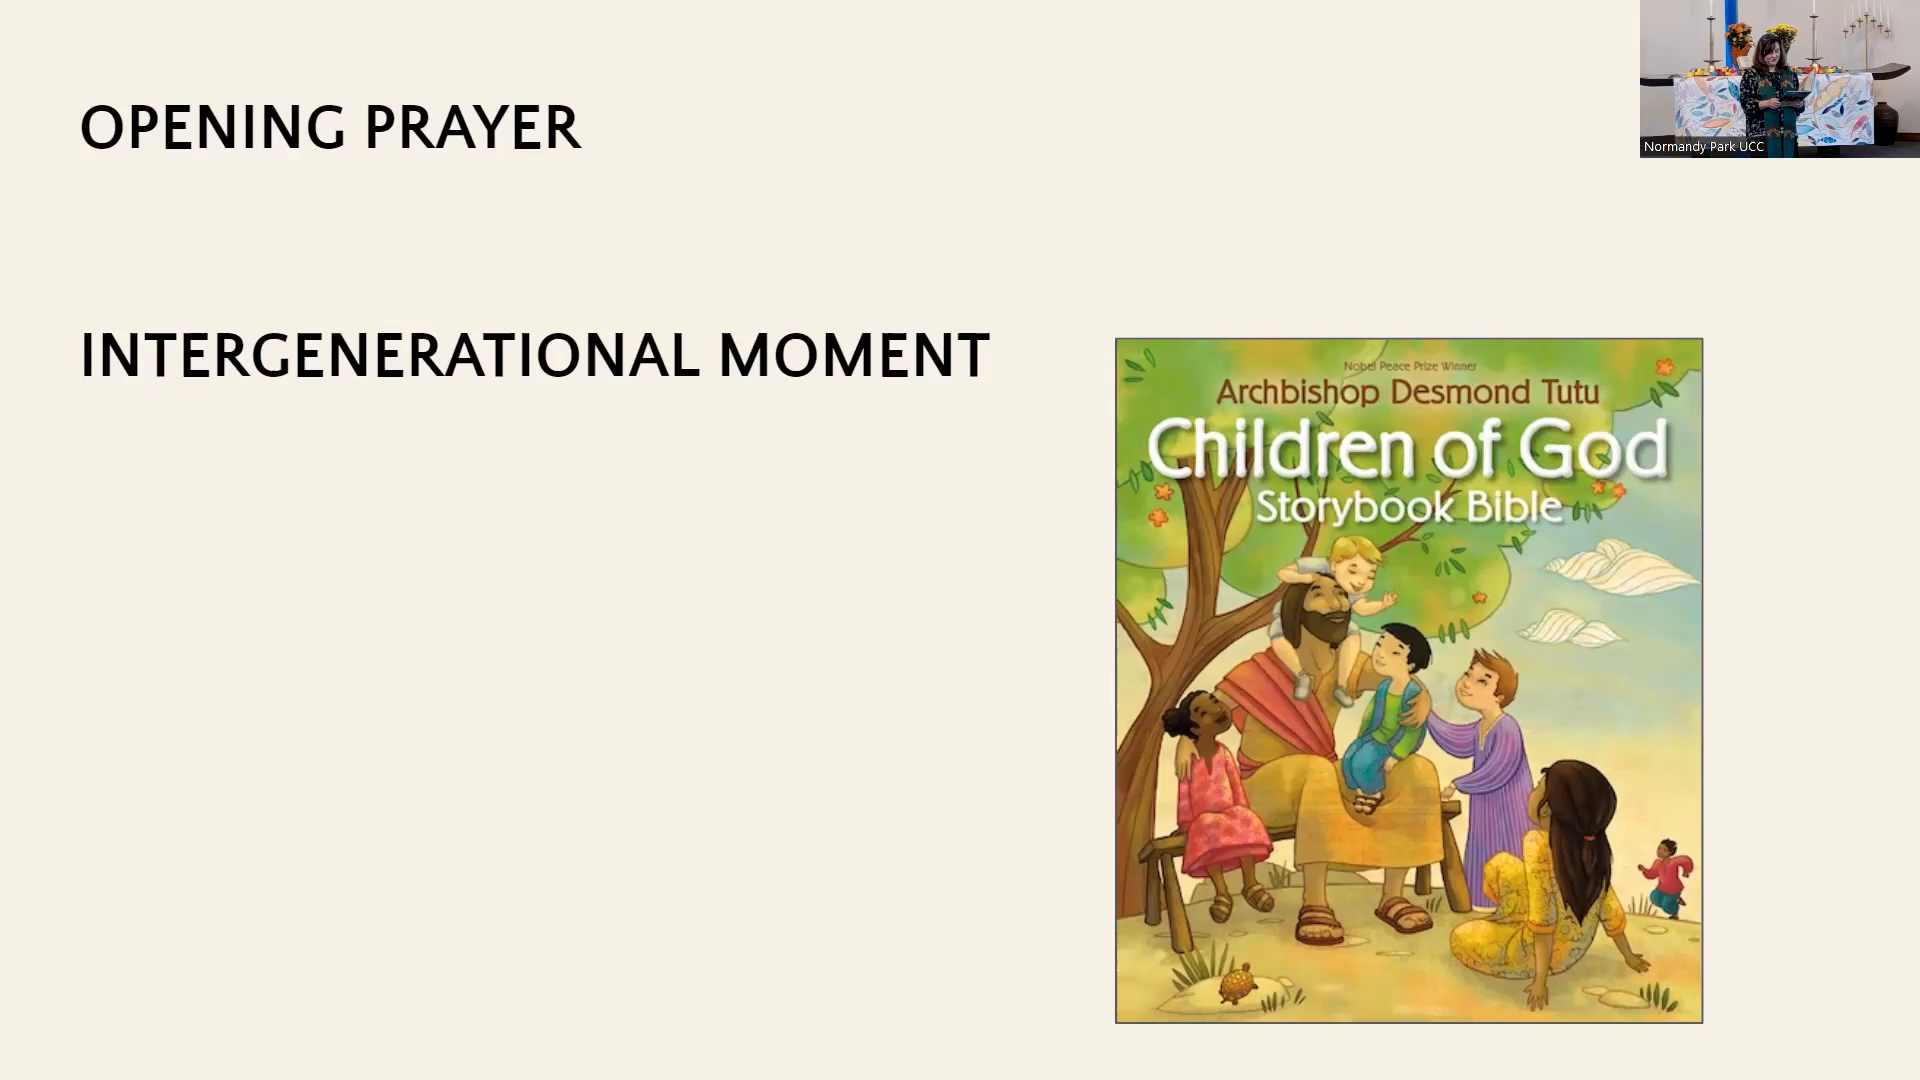 OPENING PRAYER
Normandy Park UCC
INTERGENERATIONAL MOMENT
Nobel Peace Prize Winner
Archbishop Desmond Tutu
Children of God
Storybook Bible